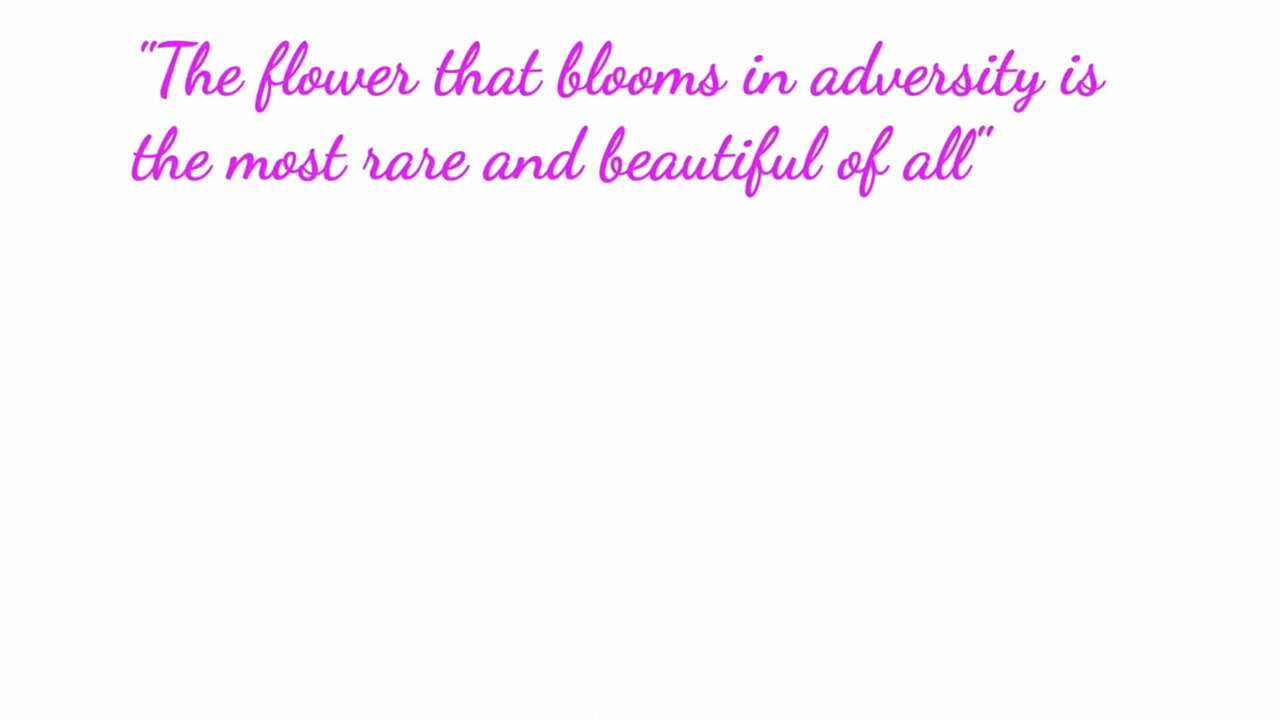 "The flower that blooms in adversity is
the most rare and beautiful of all"